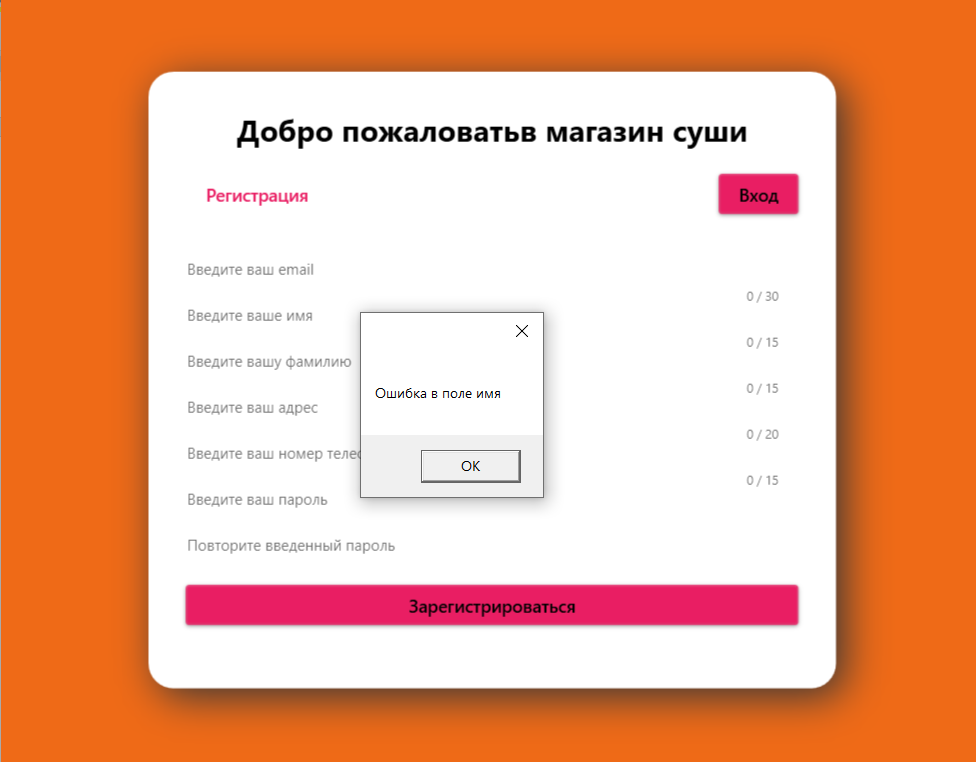 Добро пожаловатьв магазин суши
Регистрация
Вход
Введите ваш email
0 / 30
Введите ваше имя
0 / 15
Введите вашу фамилию
0 / 15
Ошибка в поле имя
Введите ваш адрес
0 / 20
Введите ваш номер
0 / 15
OK
Введите ваш пароль
Повторите введенный пароль
Зарегистрироваться